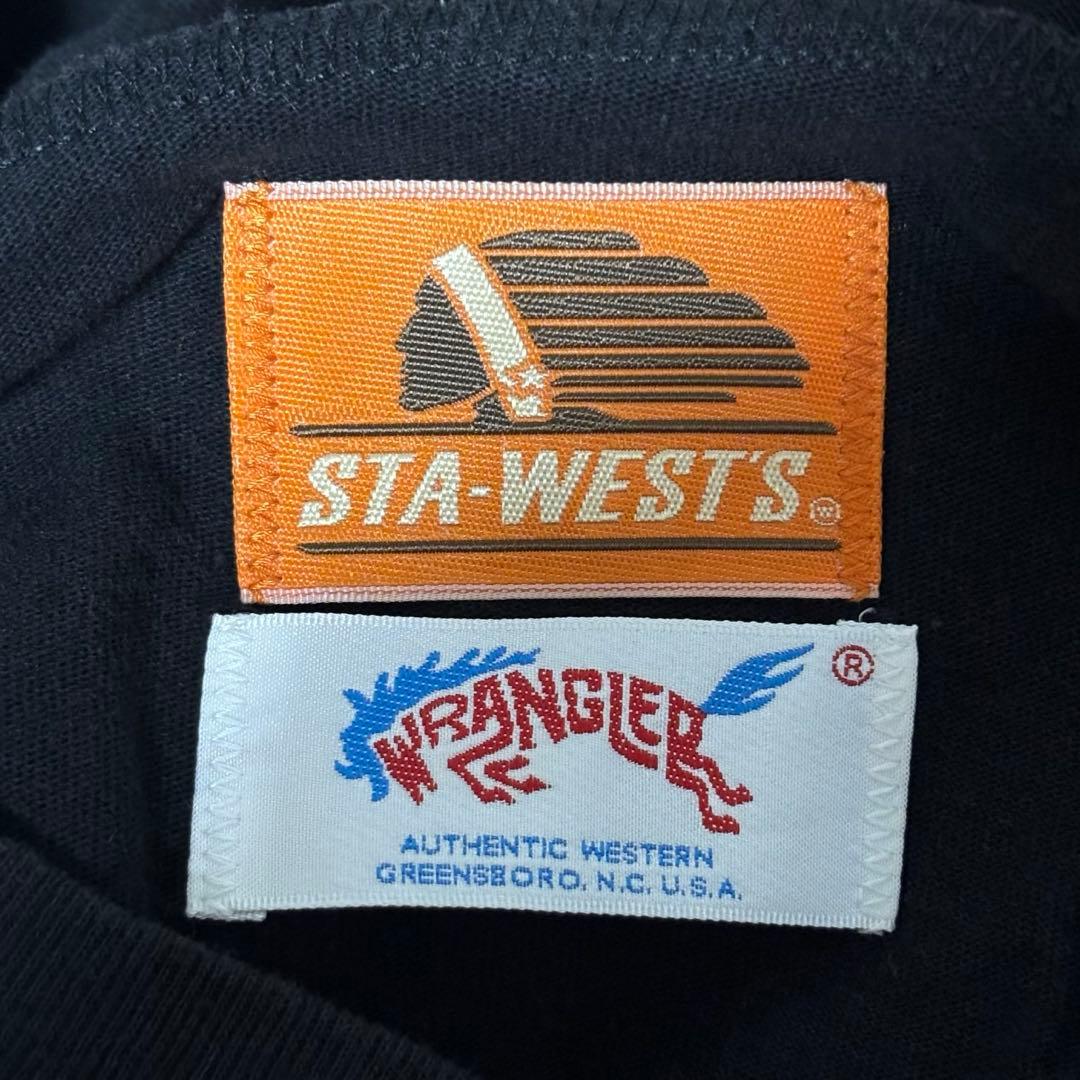 STA-WEST'S
WRANGLER ®
AUTHENTIC WESTERN
GREENSBORO, N.C. U.S.A.